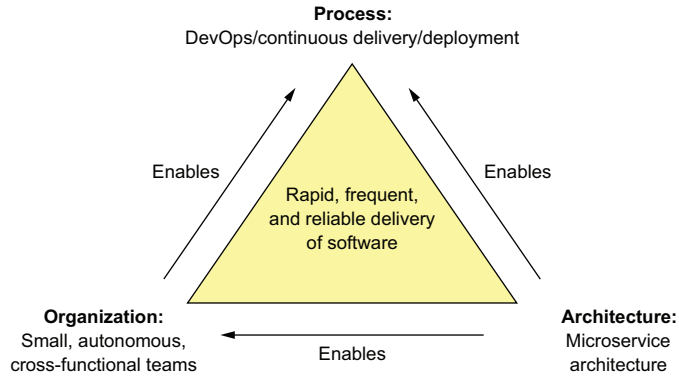 Process:
DevOps/continuous delivery/deployment
Enables
Enables
Rapid, frequent,
and reliable delivery
of software
Organization:
Small, autonomous,
cross-functional teams
Enables
Architecture:
Microservice
architecture